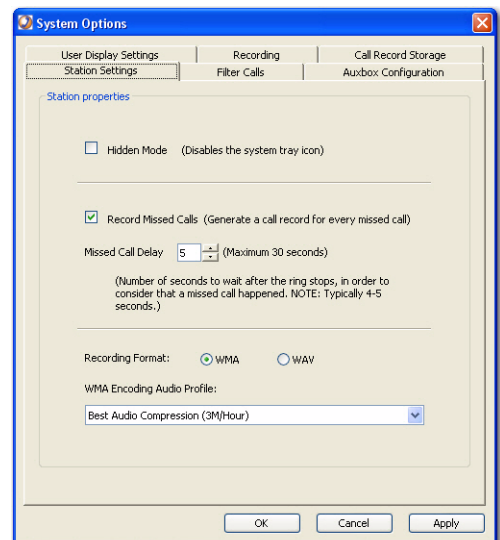 System Options
User Display Settings
Recording
Call Record Storage
Station Settings
Filter Calls
Auxbox Configuration
Station properties
Hidden Mode (Disables the system tray icon)
Record Missed Calls (Generate a call record for every missed call)
Missed Call Delay 5 (Maximum 30 seconds)
(Number of seconds to wait after the ring stops, in order to
consider that a missed call happened. NOTE: Typically 4-5
seconds.)
Recording Format: WMA WAV
WMA Encoding Audio Profile:
Best Audio Compression (3M/Hour)
OK Cancel Apply